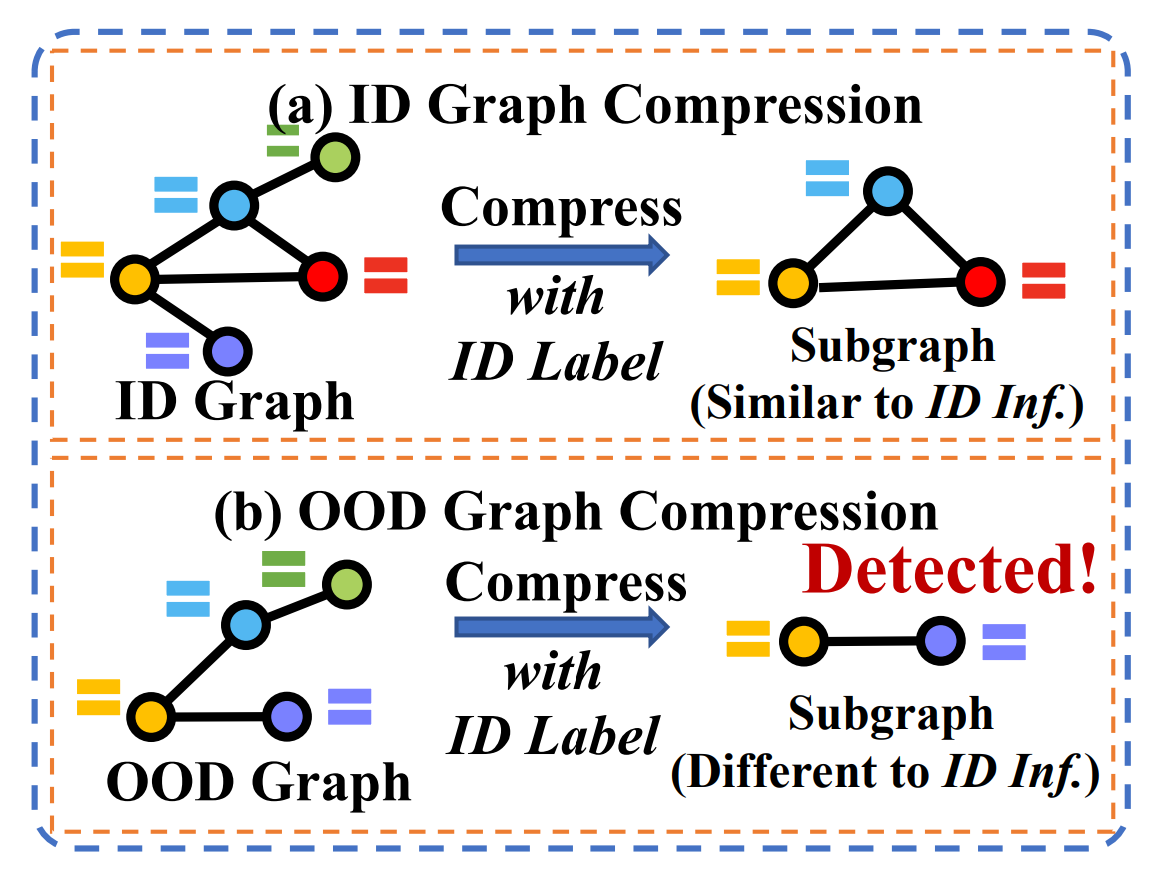 (a) ID Graph Compression
Compress
with
ID Label
ID Graph
Subgraph
(Similar to ID Inf.)
(b) OOD Graph Compression
Detected!
Compress
with
ID Label
OOD Graph
Subgraph
(Different to ID Inf.)